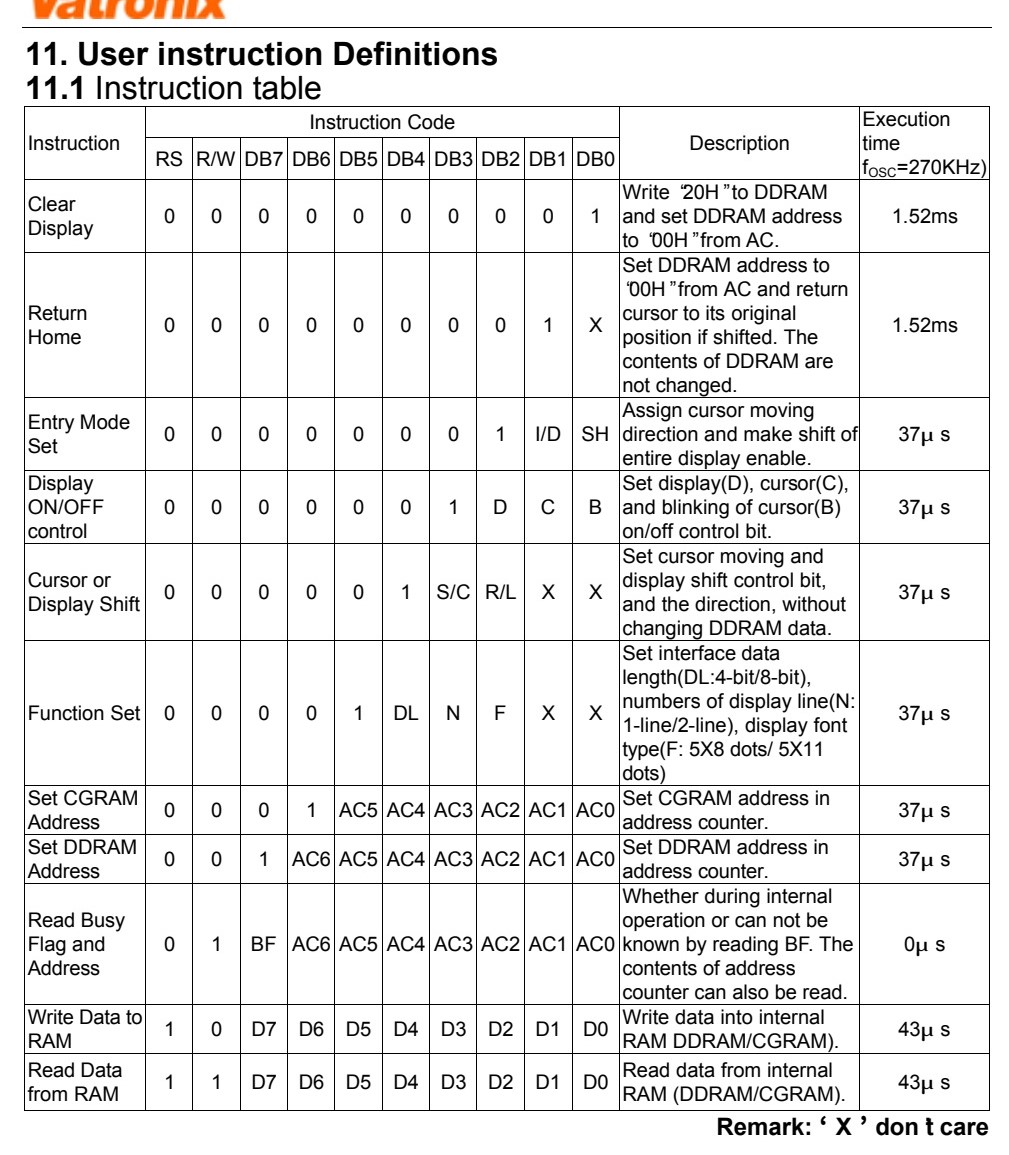 Vatronix
11. User instruction Definitions
11.1 Instruction table
Instruction
Instruction Code
Description
Execution
time
fOSC=270KHz)
RS R/W DB7 DB6 DB5 DB4 DB3 DB2 DB1 DB0
Clear
Display
0 0 0 0 0 0 0 0 0 1
Write “20H” to DDRAM
and set DDRAM address
to “00H” from AC.
1.52ms
Return
Home
0 0 0 0 0 0 0 0 1 X
Set DDRAM address to
“00H” from AC and return
cursor to its original
position if shifted. The
contents of DDRAM are
not changed.
1.52ms
Entry Mode
Set
0 0 0 0 0 0 0 1 I/D SH
Assign cursor moving
direction and make shift of
entire display enable.
37μ s
Display
ON/OFF
control
0 0 0 0 0 0 1 D C B
Set display(D), cursor(C),
and blinking of cursor(B)
on/off control bit.
37μ s
Cursor or
Display Shift
0 0 0 0 0 1 S/C R/L X X
Set cursor moving and
display shift control bit,
and the direction, without
changing DDRAM data.
37μ s
Function Set
0 0 0 0 1 DL N F X X
Set interface data
length(DL:4-bit/8-bit),
numbers of display line(N:
1-line/2-line), display font
type(F: 5X8 dots/ 5X11
dots)
37μ s
Set CGRAM
Address
0 0 0 1 AC5 AC4 AC3 AC2 AC1 AC0
Set CGRAM address in
address counter.
37μ s
Set DDRAM
Address
0 0 1 AC6 AC5 AC4 AC3 AC2 AC1 AC0
Set DDRAM address in
address counter.
37μ s
Read Busy
Flag and
Address
0 1 BF AC6 AC5 AC4 AC3 AC2 AC1 AC0
Whether during internal
operation or can not be
known by reading BF. The
contents of address
counter can also be read.
0μ s
Write Data to
RAM
1 0 D7 D6 D5 D4 D3 D2 D1 D0
Write data into internal
RAM DDRAM/CGRAM).
43μ s
Read Data
from RAM
1 1 D7 D6 D5 D4 D3 D2 D1 D0
Read data from internal
RAM (DDRAM/CGRAM).
43μ s
Remark: ‘ X ’ don t care